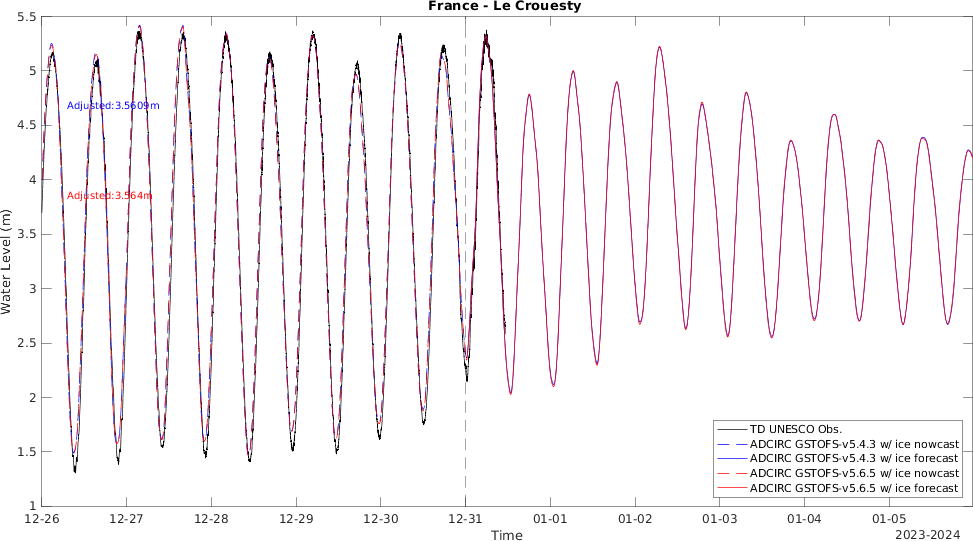 France - Le Crouesty
5.5
5
4.5
4
3.5
3
2.5
2
1.5
1
Water Level (m)
Adjusted:3.5609m
Adjusted:3.564m
TD UNESCO Obs.
ADCIRC GSTOFS-v5.4.3 w/ ice nowcast
ADCIRC GSTOFS-v5.4.3 w/ ice forecast
ADCIRC GSTOFS-v5.6.5 w/ ice nowcast
ADCIRC GSTOFS-v5.6.5 w/ ice forecast
12-26 12-27 12-28 12-29 12-30 12-31 01-01 01-02 01-03 01-04 01-05
Time
2023-2024